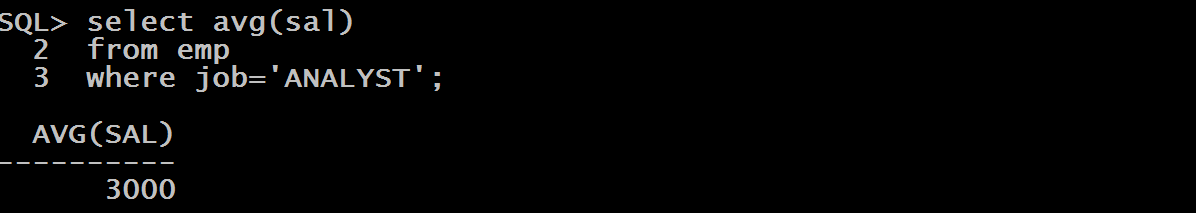 SQL> select avg(sal)
  2  from emp
  3  where job='ANALYST';
  AVG(SAL)
----------
      3000